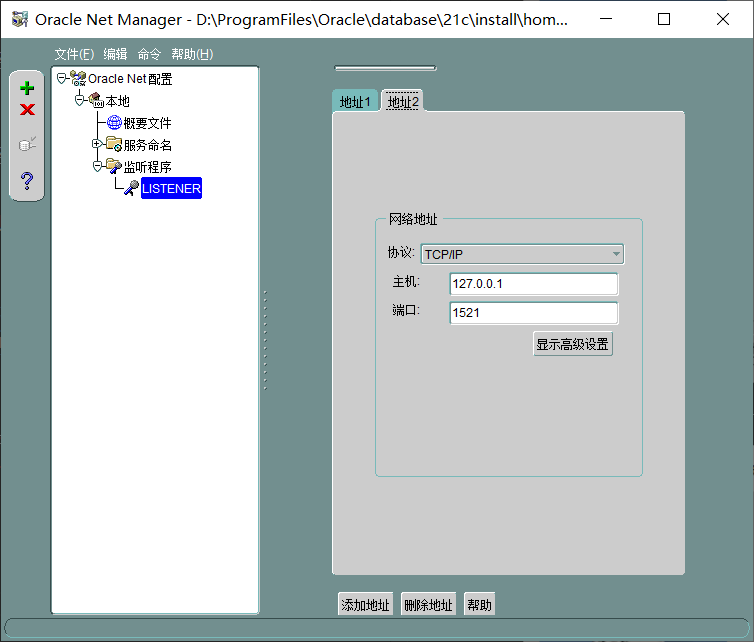 Oracle Net Manager - D:\ProgramFiles\Oracle\database\21c\install\hom...
文件(F) 编辑 命令 帮助(H)
Oracle Net 配置
本地
概要文件
服务命名
监听程序
LISTENER
地址1 地址2
网络地址
协议: TCP/IP
主机: 127.0.0.1
端口: 1521
显示高级设置
添加地址 删除地址 帮助